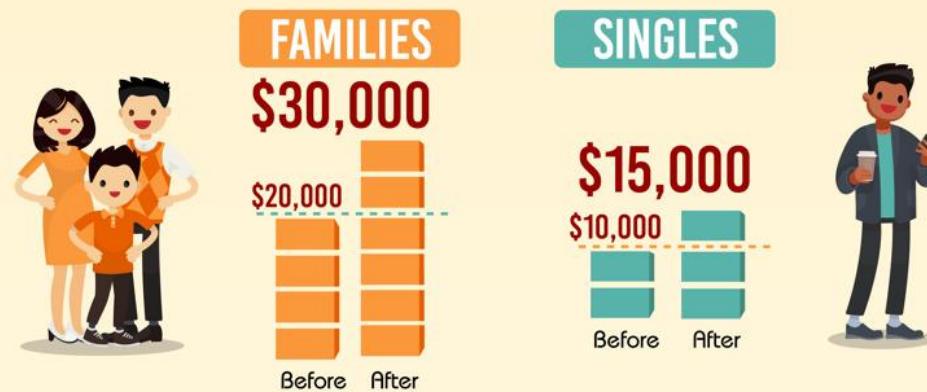 FAMILIES
$30,000
$20,000
Before After
SINGLES
$15,000
$10,000
Before After